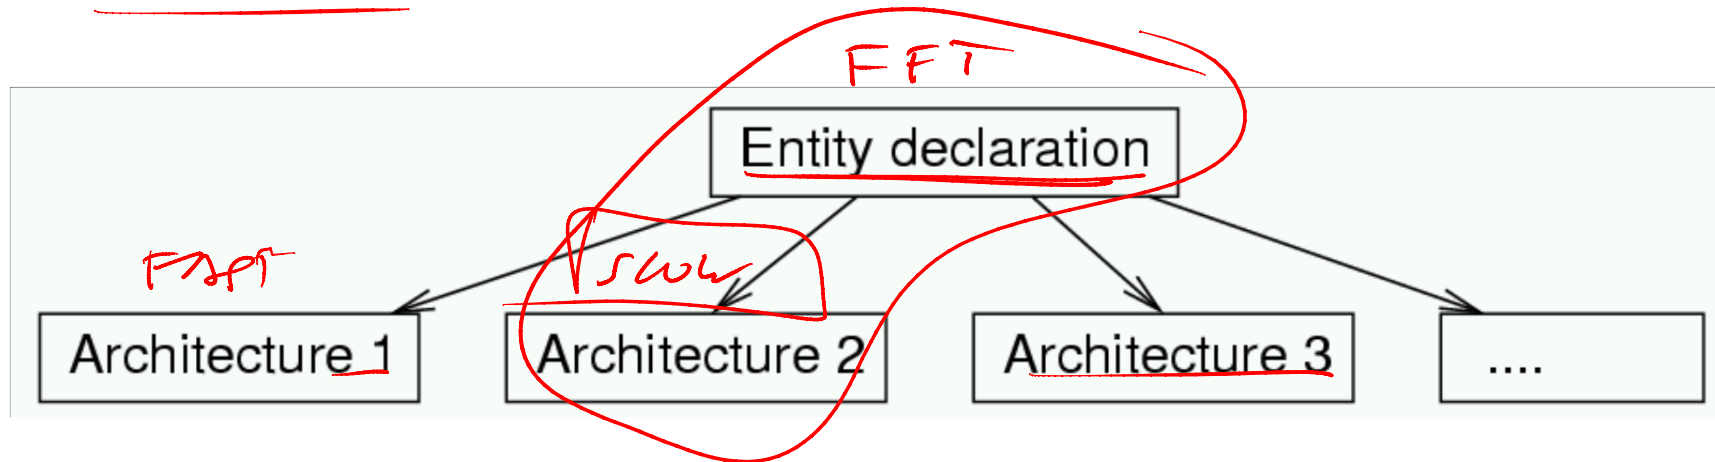 FFT
Entity declaration
FAST
SLOW
Architecture 1
Architecture 2
Architecture 3
....